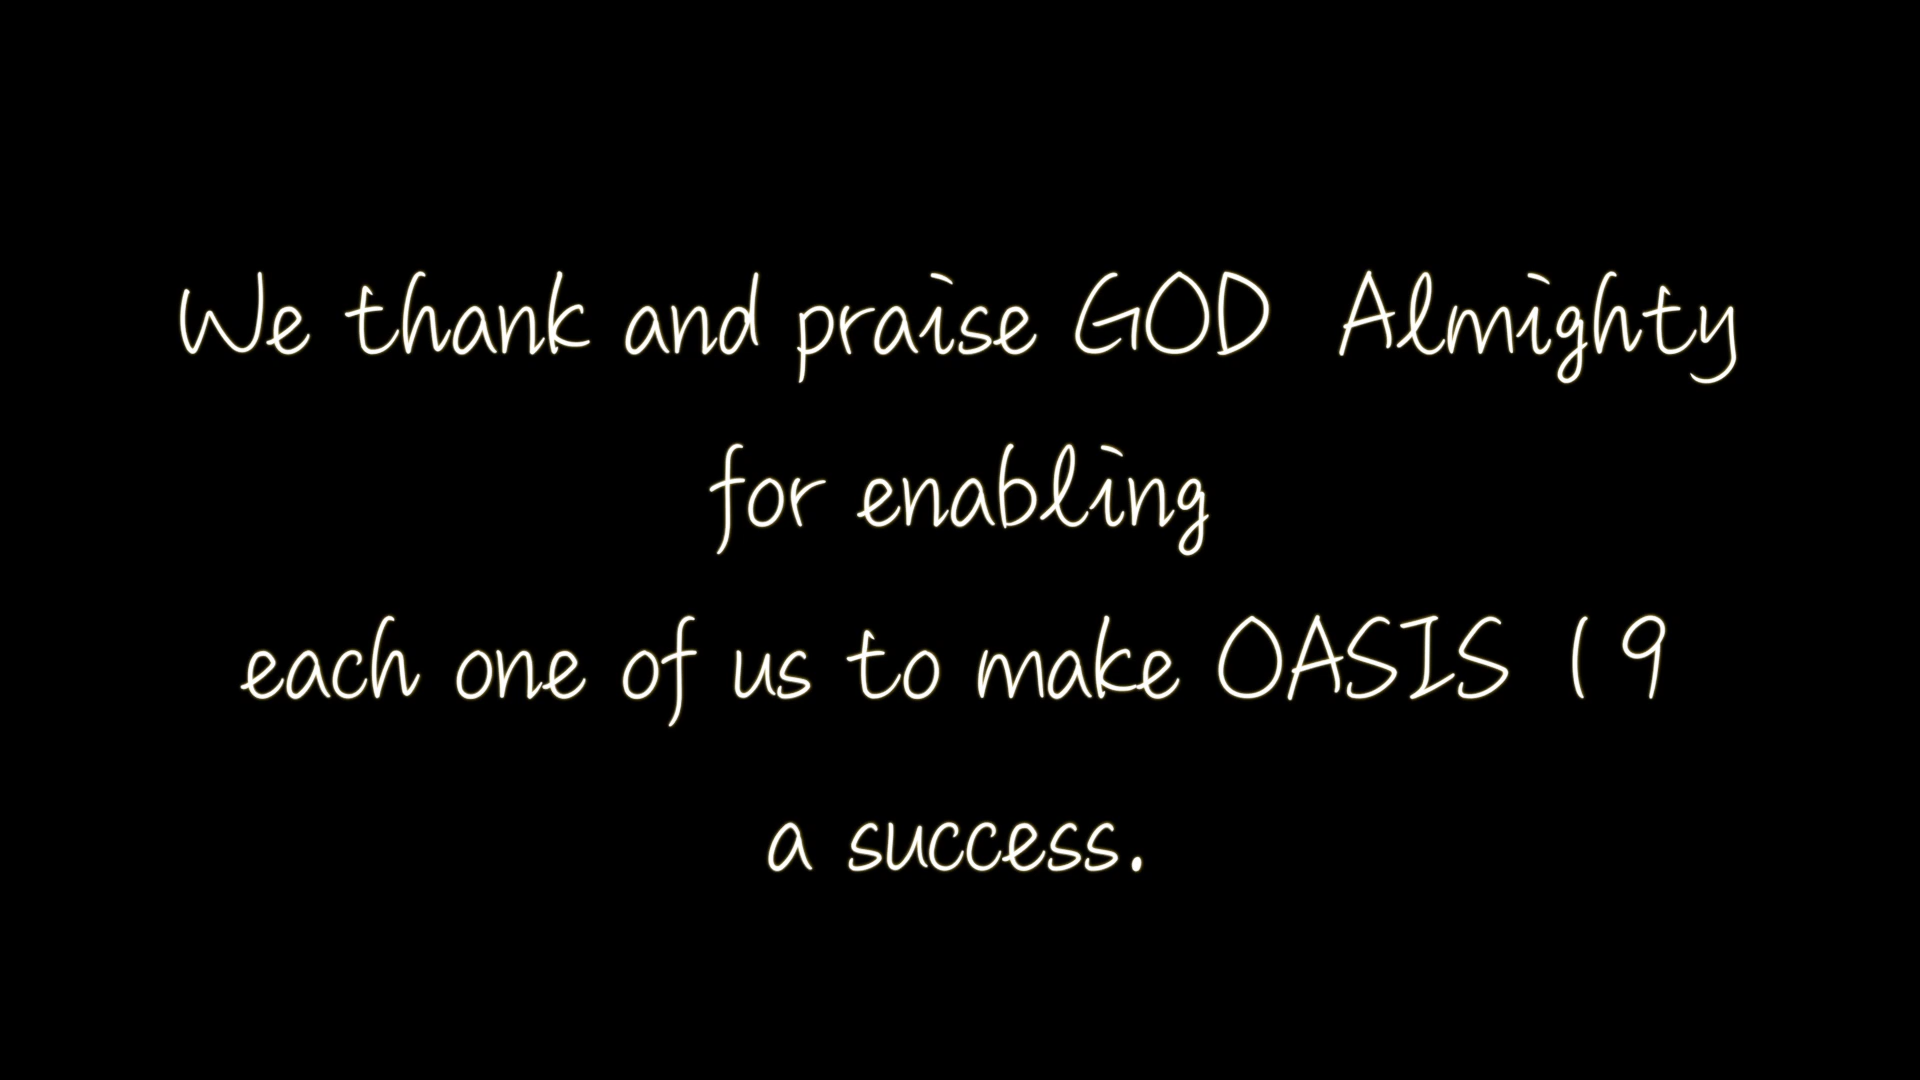 We thank and praise GOD Almighty
for enabling
each one of us to make OASIS 19
a success.